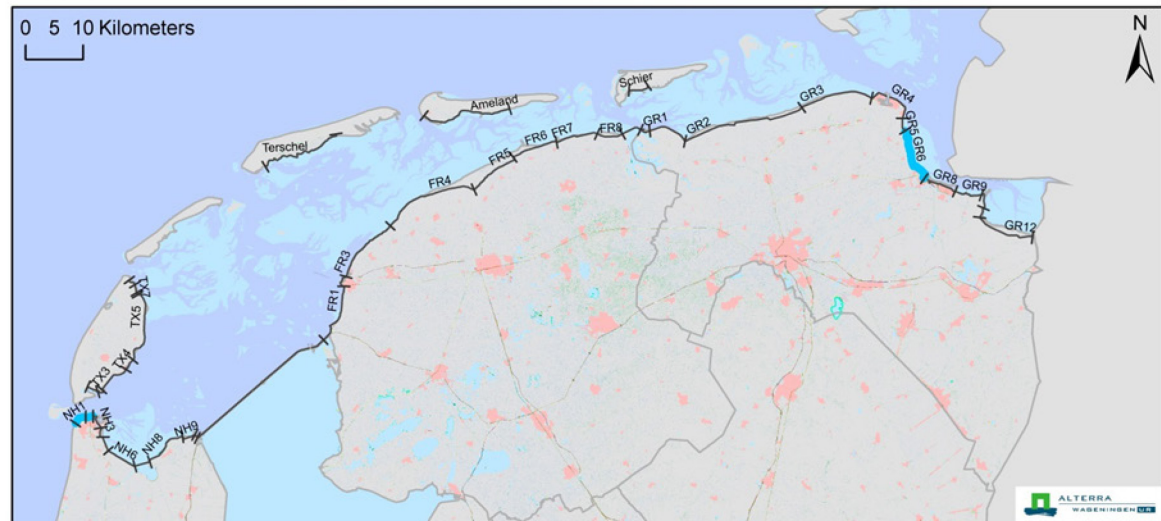 0 5 10 Kilometers
N
Schier
Ameland
Terschel
GR4
GR3
GR5
GR2
GR1
GR6
FR8
FR7
FR6
FR5
FR4
GR8
GR9
GR12
FR3
FR1
TX7
TX5
TX4
TX3
NH1
NH3
NH6
NH8
NH9
ALTERRA
WAGENINGEN UR